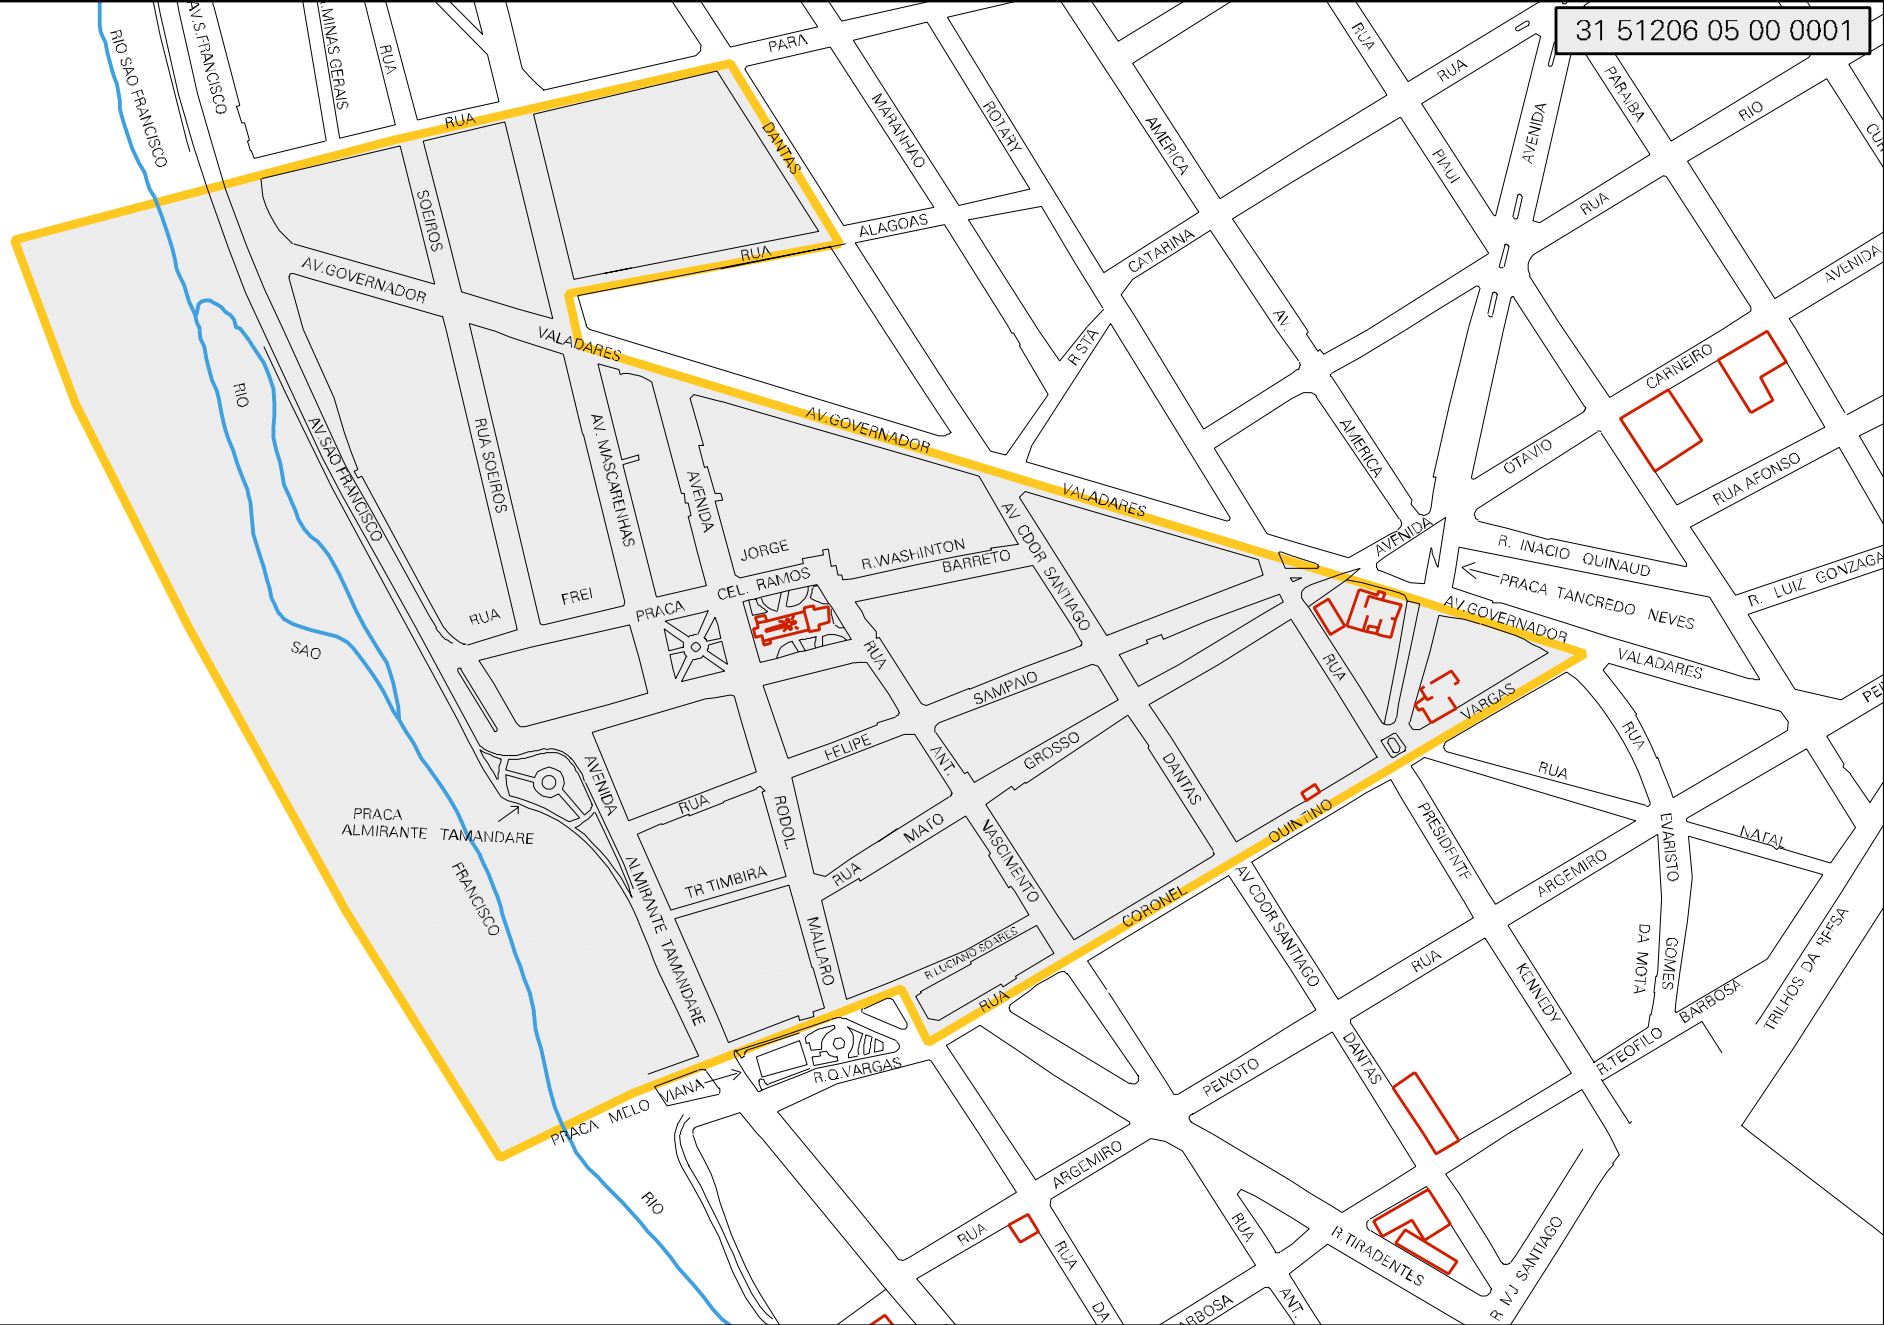 31 51206 05 00 0001
RIO SAO FRANCISCO
AV.S.FRANCISCO
MINAS GERAIS
RUA
PARA
RUA
RUA
AVENIDA
PARAIBA
RIO
RUA
DANTAS
MARANHAO
ROTARY
AMERICA
PIAUI
RUA
SOEIROS
ALAGOAS
CATARINA
AVENIDA
RUA
AV.GOVERNADOR
VALADARES
R STA
AV.
CARNEIRO
RIO
AV.SAO FRANCISCO
RUA SOEIROS
AV. MASCARENHAS
AVENIDA
AV.GOVERNADOR
VALADARES
AMERICA
OTAVIO
RUA AFONSO
AVENIDA
R. INACIO QUINAUD
PRACA TANCREDO NEVES
R. LUIZ GONZAGA
JORGE
R.WASHINTON
BARRETO
AV CDOR SANTIAGO
CEL. RAMOS
PRACA
FREI
RUA
SAO
RUA
RUA
AV.GOVERNADOR
VALADARES
SAMPAIO
VARGAS
FELIPE
ANT.
GROSSO
DANTAS
RUA
RUA
AVENIDA
RUA
RODOL.
PRACA
ALMIRANTE TAMANDARE
MATO
NASCIMENTO
QUINTINO
PRESIDENTE
EVARISTO
NATAL
FRANCISCO
ALMIRANTE TAMANDARE
TR TIMBIRA
RUA
CORONEL
AV CDOR SANTIAGO
ARGEMIRO
MALLARO
R.LUCIANO SOARES
RUA
RUA
KENNEDY
DA MOTA
GOMES
BARBOSA
TRILHOS DA RFFSA
R.TEOFILO
R.Q.VARGAS
PRACA MELO VIANA
PEIXOTO
DANTAS
ARGEMIRO
RIO
RUA
RUA
DA
RUA
R.TIRADENTES
ANT.
R MJ SANTIAGO